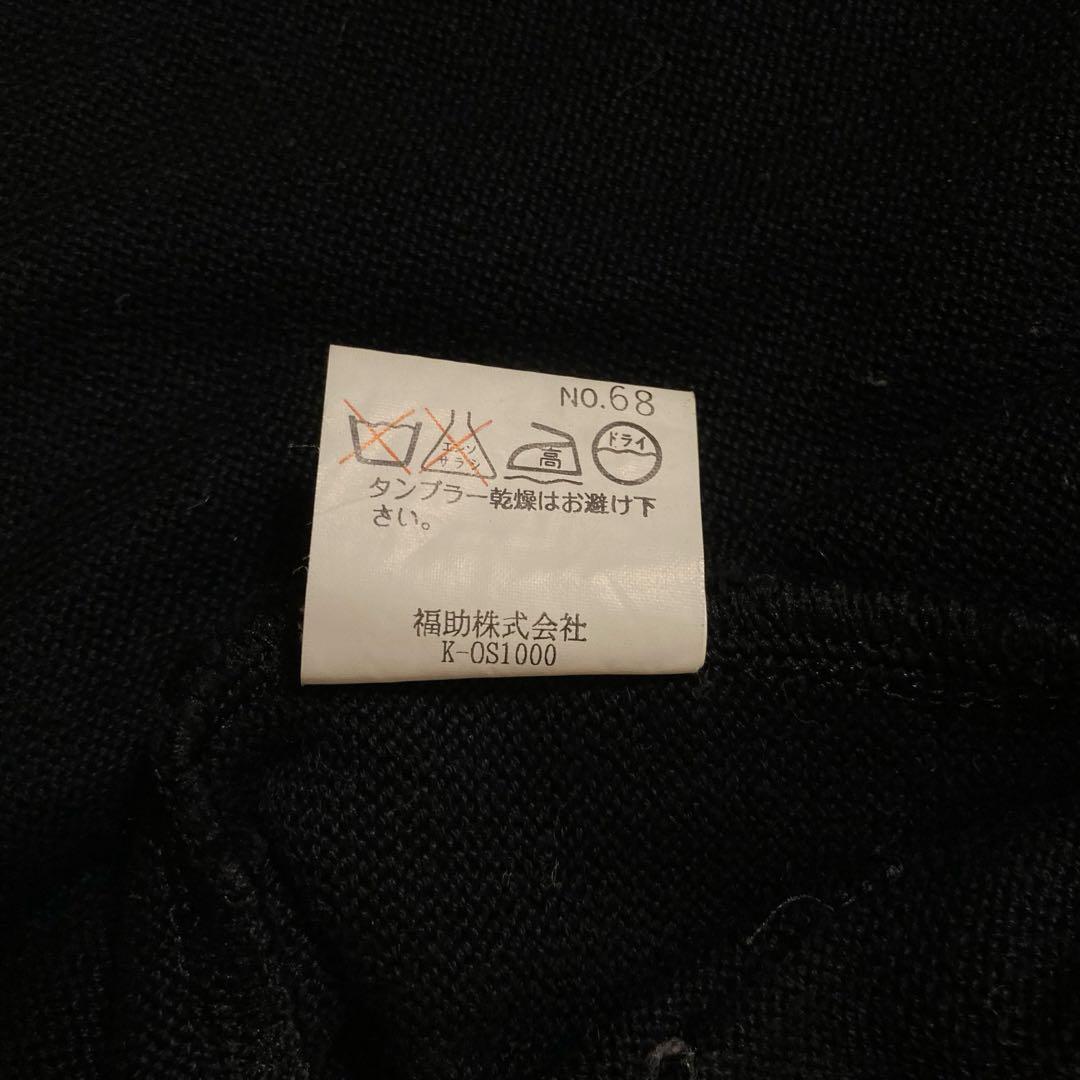 NO.68
エンソ
サラシ
高
ドライ
タンブラー乾燥はお避け下
さい。
福助株式会社
K-OS1000